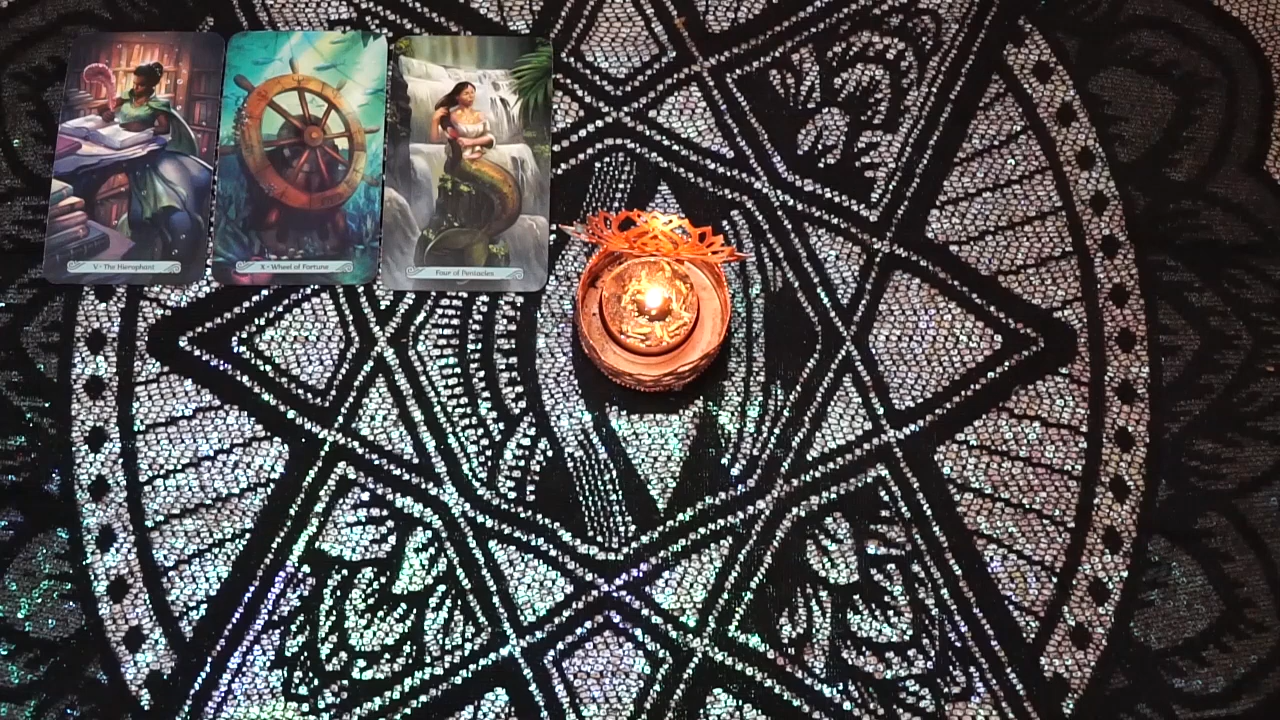 V • The Hierophant
X • Wheel of Fortune
Four of Pentacles